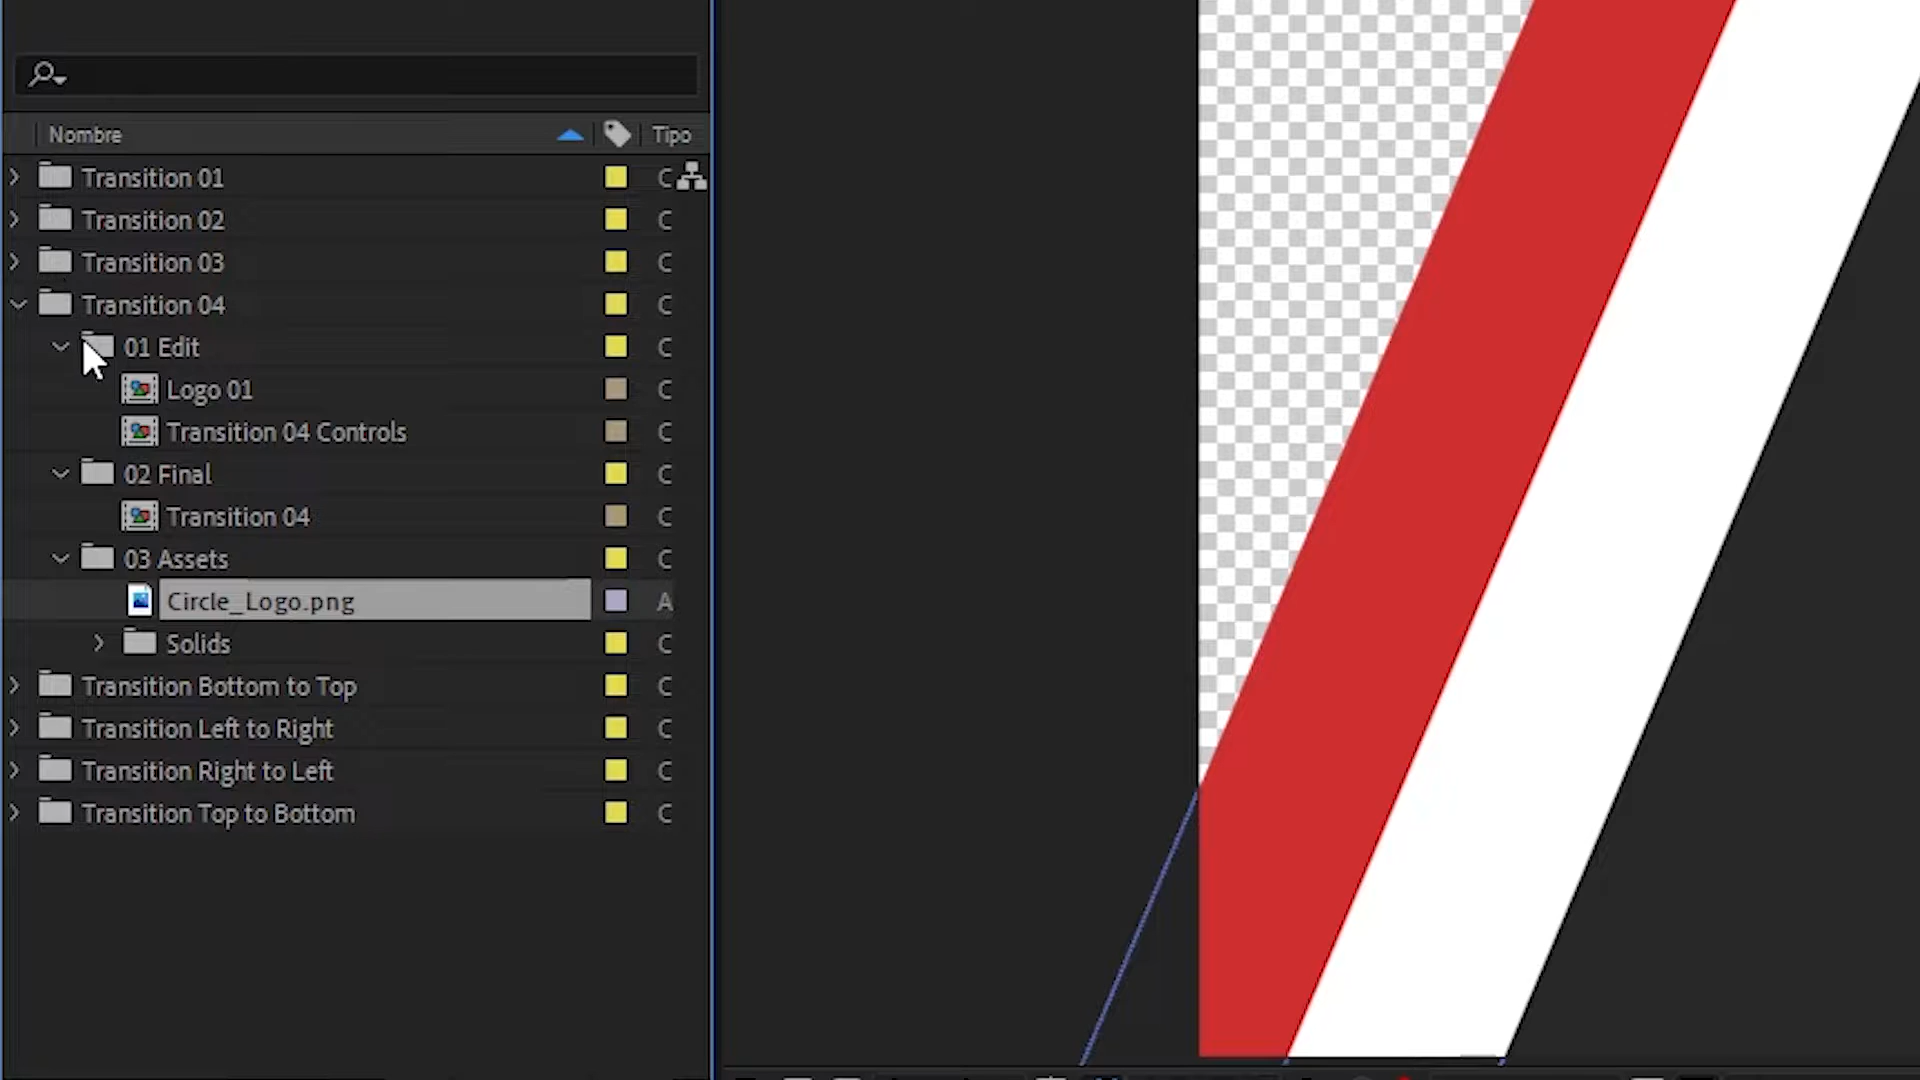 Nombre Tipo
Transition 01 C
Transition 02 C
Transition 03 C
Transition 04 C
01 Edit C
Logo 01 C
Transition 04 Controls C
02 Final C
Transition 04 C
03 Assets C
Circle_Logo.png A
Solids C
Transition Bottom to Top C
Transition Left to Right C
Transition Right to Left C
Transition Top to Bottom C